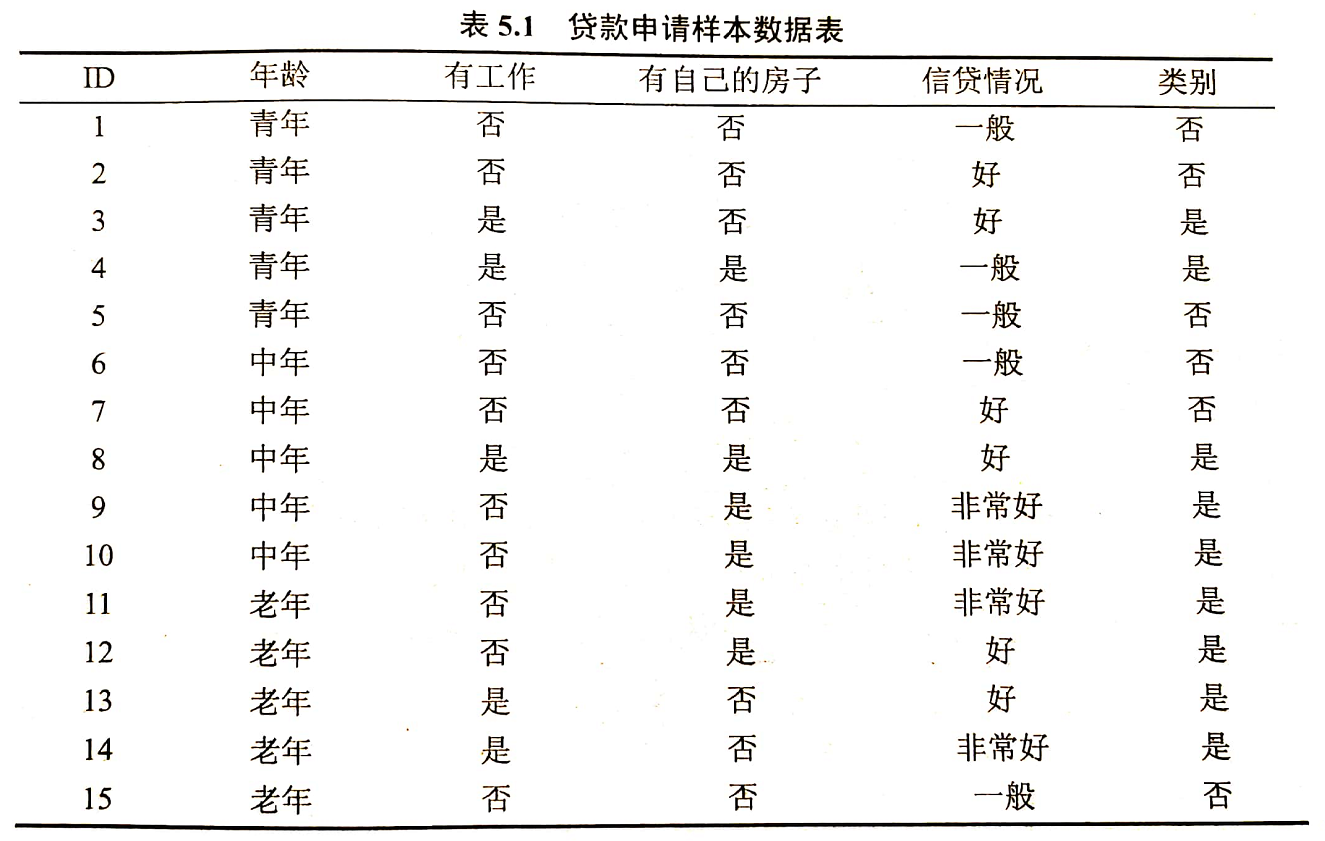 表 5.1 贷款申请样本数据表
ID 年龄 有工作 有自己的房子 信贷情况 类别
1 青年 否 否 一般 否
2 青年 否 否 好 否
3 青年 是 否 好 是
4 青年 是 是 一般 是
5 青年 否 否 一般 否
6 中年 否 否 一般 否
7 中年 否 否 好 否
8 中年 是 是 好 是
9 中年 否 是 非常好 是
10 中年 否 是 非常好 是
11 老年 否 是 非常好 是
12 老年 否 是 好 是
13 老年 是 否 好 是
14 老年 是 否 非常好 是
15 老年 否 否 一般 否